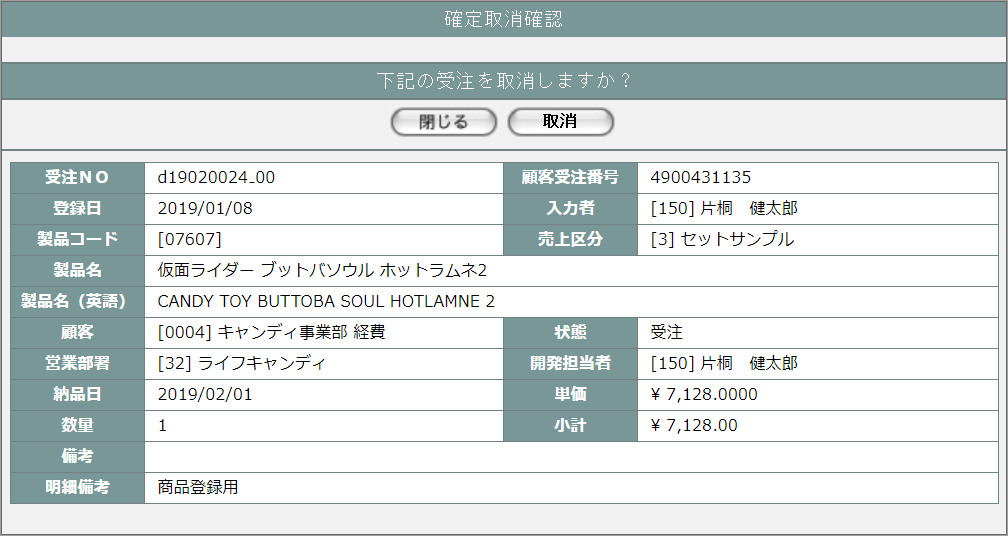 確定取消確認
下記の受注を取消しますか？
閉じる 取消
受注ＮＯ d19020024_00 顧客受注番号 4900431135
登録日 2019/01/08 入力者 [150] 片桐　健太郎
製品コード [07607] 売上区分 [3] セットサンプル
製品名 仮面ライダー ブットバソウル ホットラムネ2
製品名（英語） CANDY TOY BUTTOBA SOUL HOTLAMNE 2
顧客 [0004] キャンディ事業部 経費 状態 受注
営業部署 [32] ライフキャンディ 開発担当者 [150] 片桐　健太郎
納品日 2019/02/01 単価 ¥ 7,128.0000
数量 1 小計 ¥ 7,128.00
備考
明細備考 商品登録用